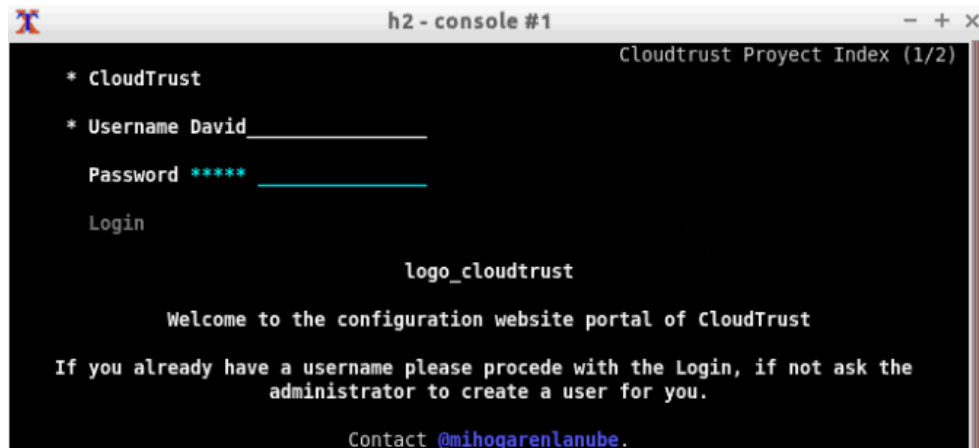 h2 - console #1
Cloudtrust Proyect Index (1/2)
* CloudTrust
* Username David_______________
Password ***** _______________
Login
logo_cloudtrust
Welcome to the configuration website portal of CloudTrust
If you already have a username please procede with the Login, if not ask the
administrator to create a user for you.
Contact @mihogarenlanube.